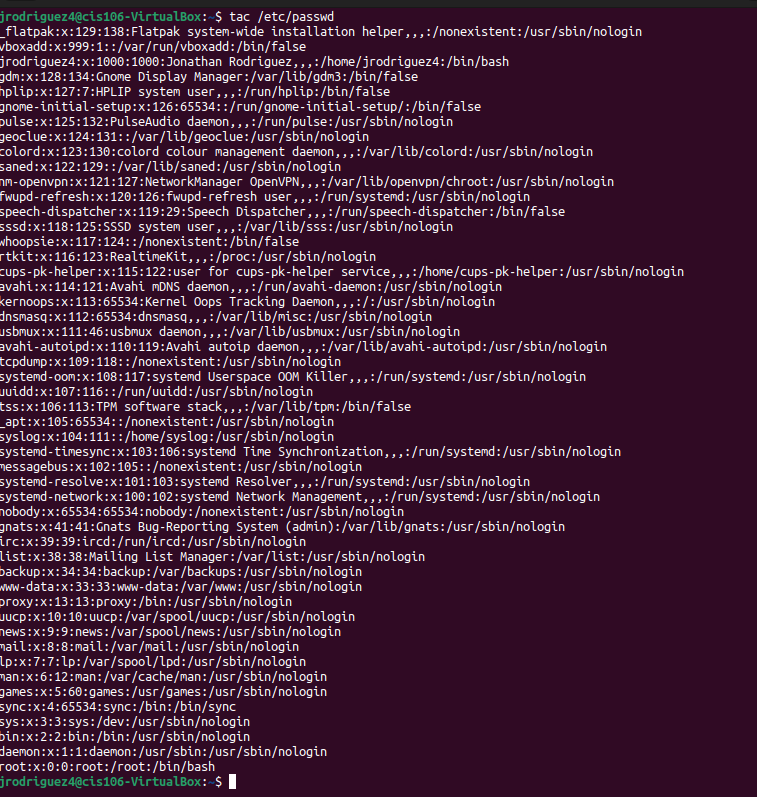 jrodriguez4@cis106-VirtualBox:~$ tac /etc/passwd
_flatpak:x:129:138:Flatpak system-wide installation helper,,,:/nonexistent:/usr/sbin/nologin
vboxadd:x:999:1::/var/run/vboxadd:/bin/false
jrodriguez4:x:1000:1000:Jonathan Rodriguez,,,:/home/jrodriguez4:/bin/bash
gdm:x:128:134:Gnome Display Manager:/var/lib/gdm3:/bin/false
hplip:x:127:7:HPLIP system user,,,:/run/hplip:/bin/false
gnome-initial-setup:x:126:65534::/run/gnome-initial-setup/:/bin/false
pulse:x:125:132:PulseAudio daemon,,,:/run/pulse:/usr/sbin/nologin
geoclue:x:124:131::/var/lib/geoclue:/usr/sbin/nologin
colord:x:123:130:colord colour management daemon,,,:/var/lib/colord:/usr/sbin/nologin
saned:x:122:129::/var/lib/saned:/usr/sbin/nologin
nm-openvpn:x:121:127:NetworkManager OpenVPN,,,:/var/lib/openvpn/chroot:/usr/sbin/nologin
fwupd-refresh:x:120:126:fwupd-refresh user,,,:/run/systemd:/usr/sbin/nologin
speech-dispatcher:x:119:29:Speech Dispatcher,,,:/run/speech-dispatcher:/bin/false
sssd:x:118:125:SSSD system user,,,:/var/lib/sss:/usr/sbin/nologin
whoopsie:x:117:124::/nonexistent:/bin/false
rtkit:x:116:123:RealtimeKit,,,:/proc:/usr/sbin/nologin
cups-pk-helper:x:115:122:user for cups-pk-helper service,,,:/home/cups-pk-helper:/usr/sbin/nologin
avahi:x:114:121:Avahi mDNS daemon,,,:/run/avahi-daemon:/usr/sbin/nologin
kernoops:x:113:65534:Kernel Oops Tracking Daemon,,,:/:/usr/sbin/nologin
dnsmasq:x:112:65534:dnsmasq,,,:/var/lib/misc:/usr/sbin/nologin
usbmux:x:111:46:usbmux daemon,,,:/var/lib/usbmux:/usr/sbin/nologin
avahi-autoipd:x:110:119:Avahi autoip daemon,,,:/var/lib/avahi-autoipd:/usr/sbin/nologin
tcpdump:x:109:118::/nonexistent:/usr/sbin/nologin
systemd-oom:x:108:117:systemd Userspace OOM Killer,,,:/run/systemd:/usr/sbin/nologin
uuidd:x:107:116::/run/uuidd:/usr/sbin/nologin
tss:x:106:113:TPM software stack,,,:/var/lib/tpm:/bin/false
_apt:x:105:65534::/nonexistent:/usr/sbin/nologin
syslog:x:104:111::/home/syslog:/usr/sbin/nologin
systemd-timesync:x:103:106:systemd Time Synchronization,,,:/run/systemd:/usr/sbin/nologin
messagebus:x:102:105::/nonexistent:/usr/sbin/nologin
systemd-resolve:x:101:103:systemd Resolver,,,:/run/systemd:/usr/sbin/nologin
systemd-network:x:100:102:systemd Network Management,,,:/run/systemd:/usr/sbin/nologin
nobody:x:65534:65534:nobody:/nonexistent:/usr/sbin/nologin
gnats:x:41:41:Gnats Bug-Reporting System (admin):/var/lib/gnats:/usr/sbin/nologin
irc:x:39:39:ircd:/run/ircd:/usr/sbin/nologin
list:x:38:38:Mailing List Manager:/var/list:/usr/sbin/nologin
backup:x:34:34:backup:/var/backups:/usr/sbin/nologin
www-data:x:33:33:www-data:/var/www:/usr/sbin/nologin
proxy:x:13:13:proxy:/bin:/usr/sbin/nologin
uucp:x:10:10:uucp:/var/spool/uucp:/usr/sbin/nologin
news:x:9:9:news:/var/spool/news:/usr/sbin/nologin
mail:x:8:8:mail:/var/mail:/usr/sbin/nologin
lp:x:7:7:lp:/var/spool/lpd:/usr/sbin/nologin
man:x:6:12:man:/var/cache/man:/usr/sbin/nologin
games:x:5:60:games:/usr/games:/usr/sbin/nologin
sync:x:4:65534:sync:/bin:/bin/sync
sys:x:3:3:sys:/dev:/usr/sbin/nologin
bin:x:2:2:bin:/bin:/usr/sbin/nologin
daemon:x:1:1:daemon:/usr/sbin:/usr/sbin/nologin
root:x:0:0:root:/root:/bin/bash
jrodriguez4@cis106-VirtualBox:~$